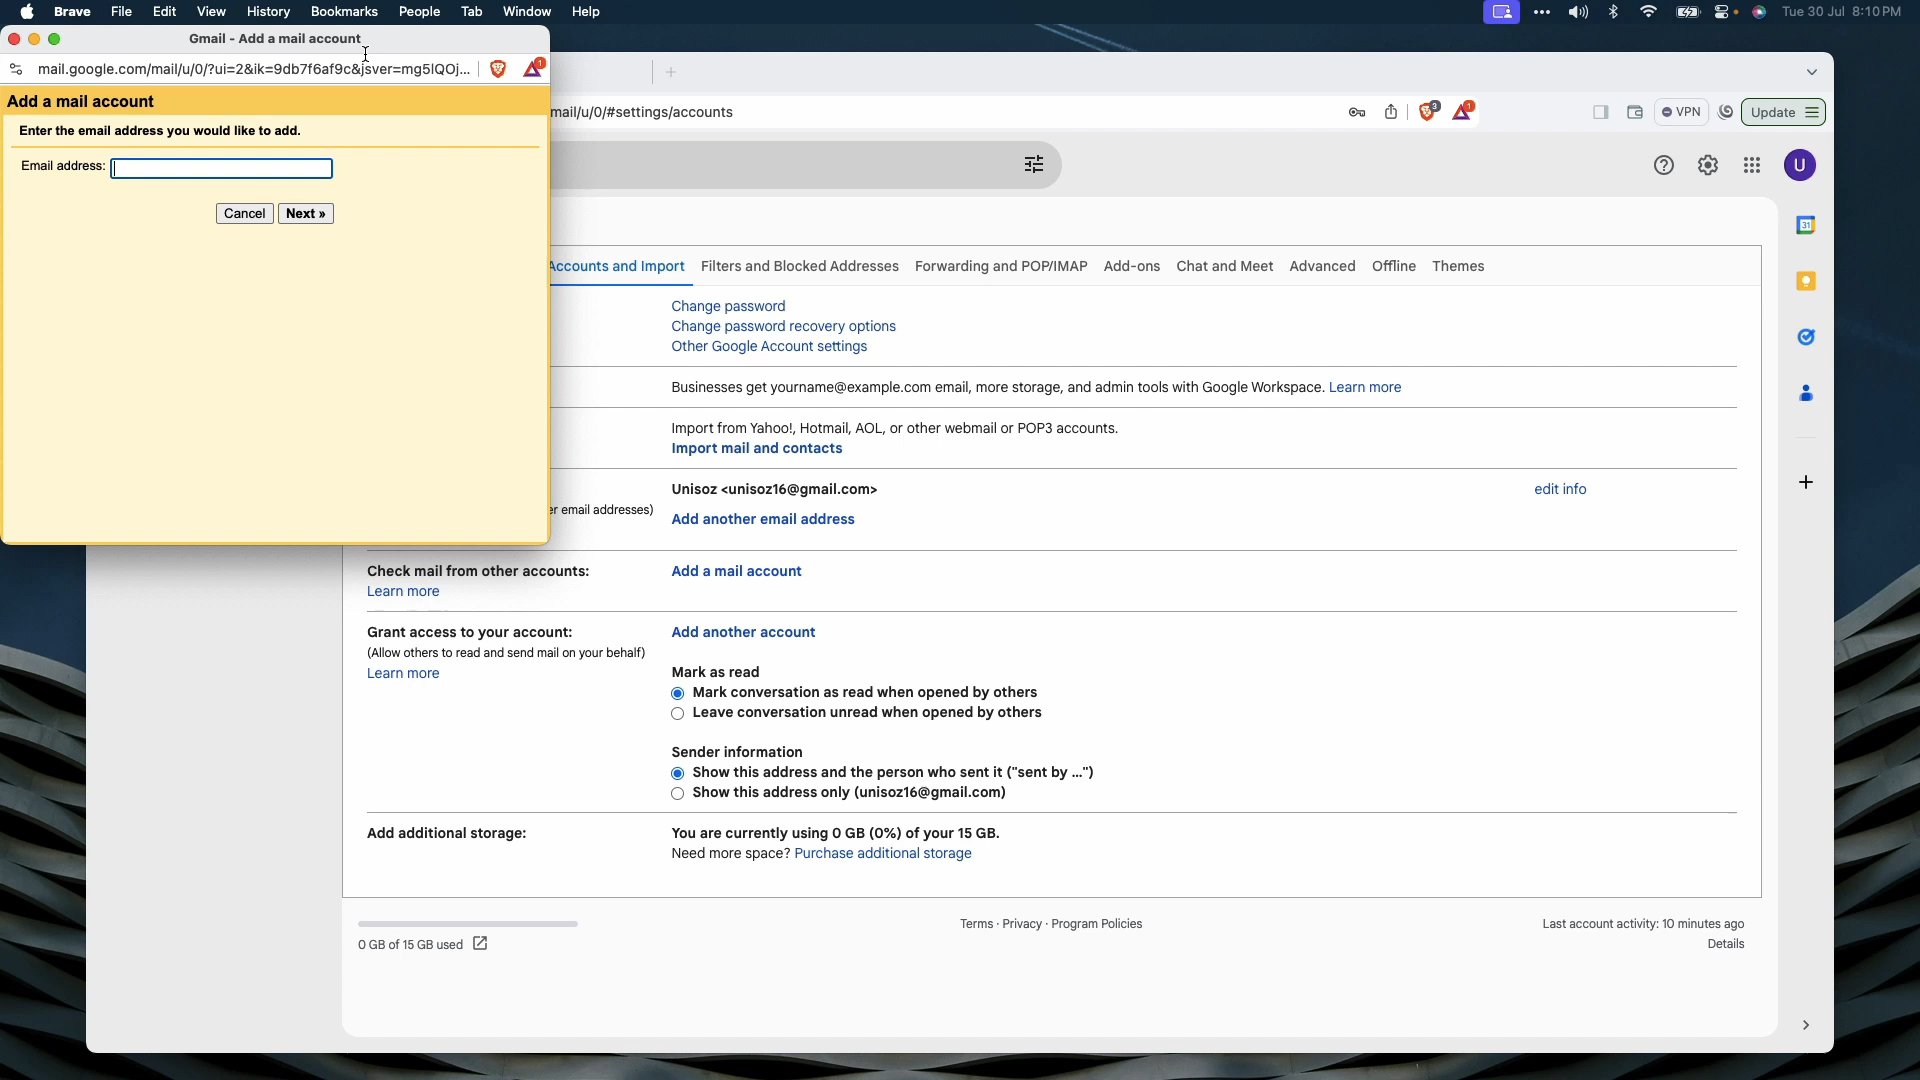 Brave File Edit View History Bookmarks People Tab Window Help
Tue 30 Jul 8:10 PM
Gmail - Add a mail account
mail.google.com/mail/u/0/?ui=2&ik=9db7f6af9c&jsver=mg5lQOj...
1
Add a mail account
Enter the email address you would like to add.
Email address:
Cancel Next »
mail/u/0/#settings/accounts
3
1
VPN
Update
U
31
Accounts and Import Filters and Blocked Addresses Forwarding and POP/IMAP Add-ons Chat and Meet Advanced Offline Themes
Change password
Change password recovery options
Other Google Account settings
Businesses get yourname@example.com email, more storage, and admin tools with Google Workspace. Learn more
Import from Yahoo!, Hotmail, AOL, or other webmail or POP3 accounts.
Import mail and contacts
Unisoz <unisoz16@gmail.com> edit info
er email addresses)
Add another email address
Check mail from other accounts: Add a mail account
Learn more
Grant access to your account: Add another account
(Allow others to read and send mail on your behalf)
Learn more
Mark as read
Mark conversation as read when opened by others
Leave conversation unread when opened by others
Sender information
Show this address and the person who sent it ("sent by ...")
Show this address only (unisoz16@gmail.com)
Add additional storage: You are currently using 0 GB (0%) of your 15 GB.
Need more space? Purchase additional storage
0 GB of 15 GB used
Terms · Privacy · Program Policies
Last account activity: 10 minutes ago
Details